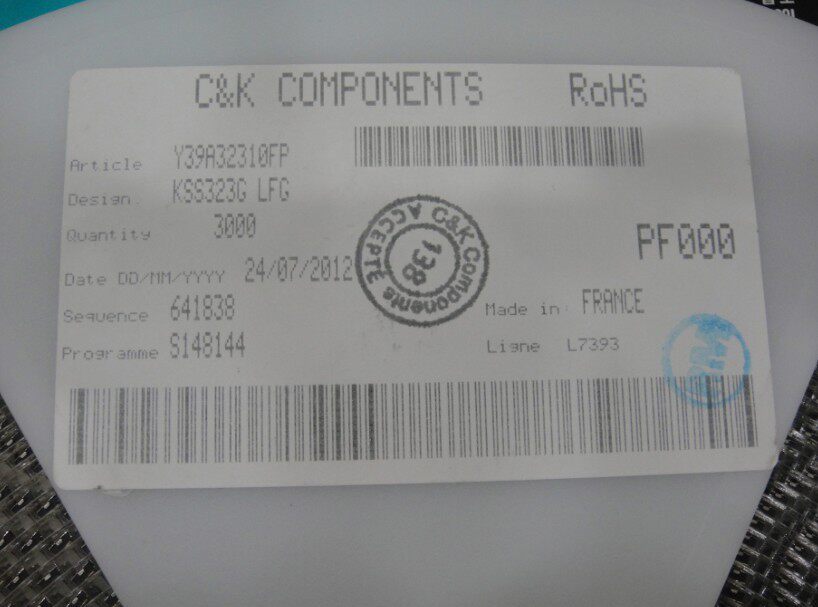 C&K COMPONENTS RoHS
Article Y39A32310FP
Design. KSS323G LFG
Quantity 3000
PF000
Date DD/MM/YYYY 24/07/2012
Sequence 641838
Made in FRANCE
Programme S148144
Ligne L7393
C&K Components ACCEPTE
138